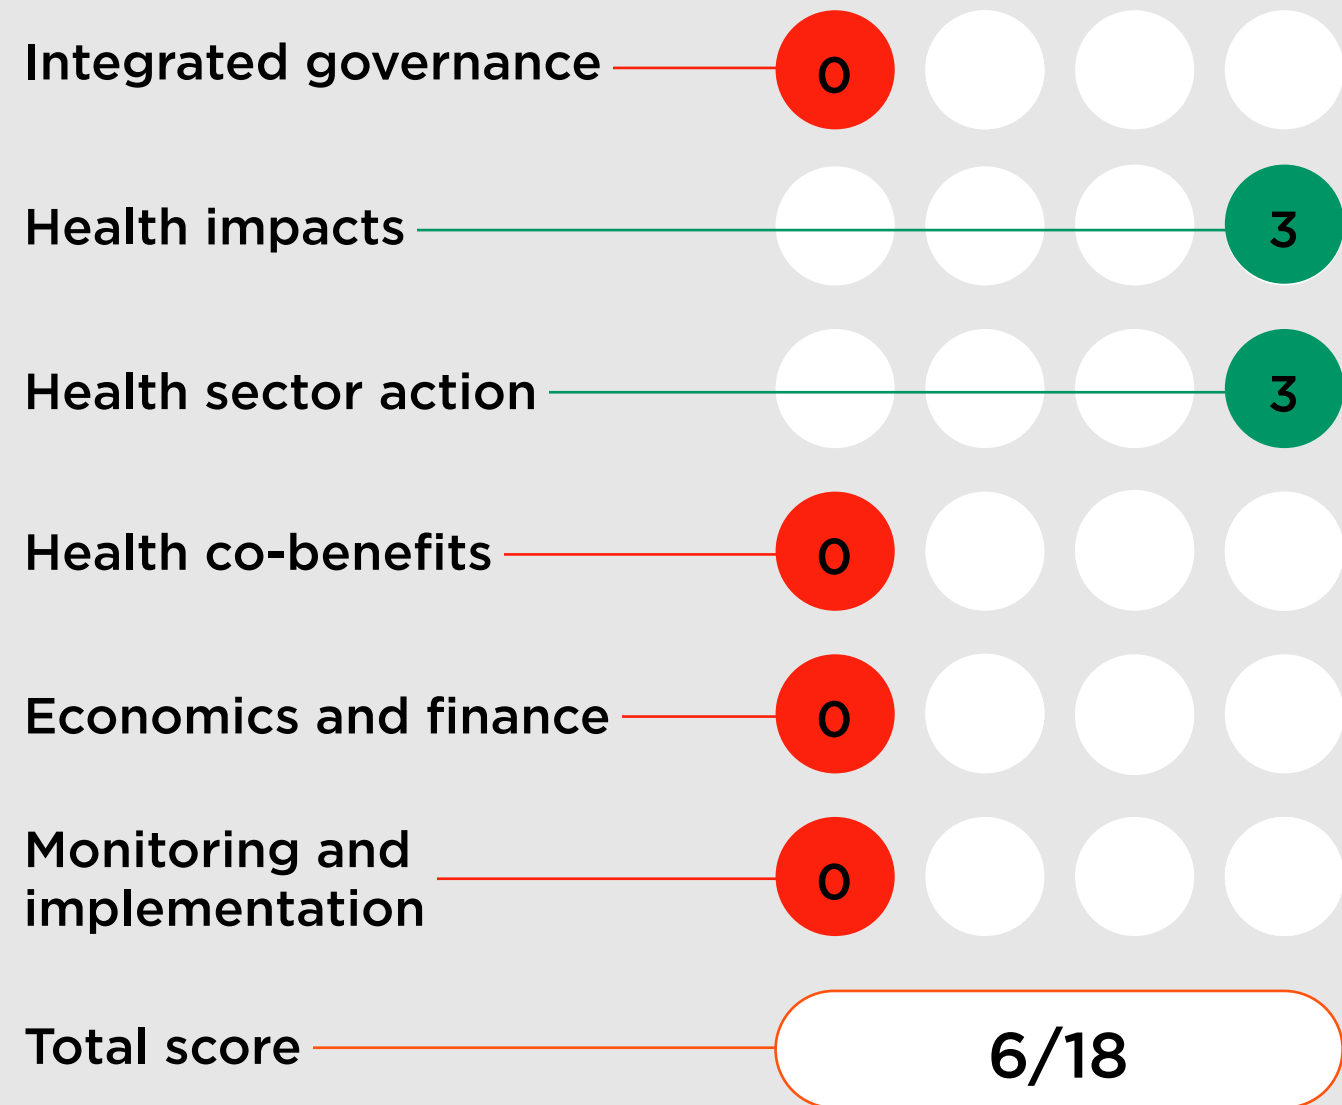 Integrated governance 0
Health impacts 3
Health sector action 3
Health co-benefits 0
Economics and finance 0
Monitoring and
implementation 0
Total score 6/18